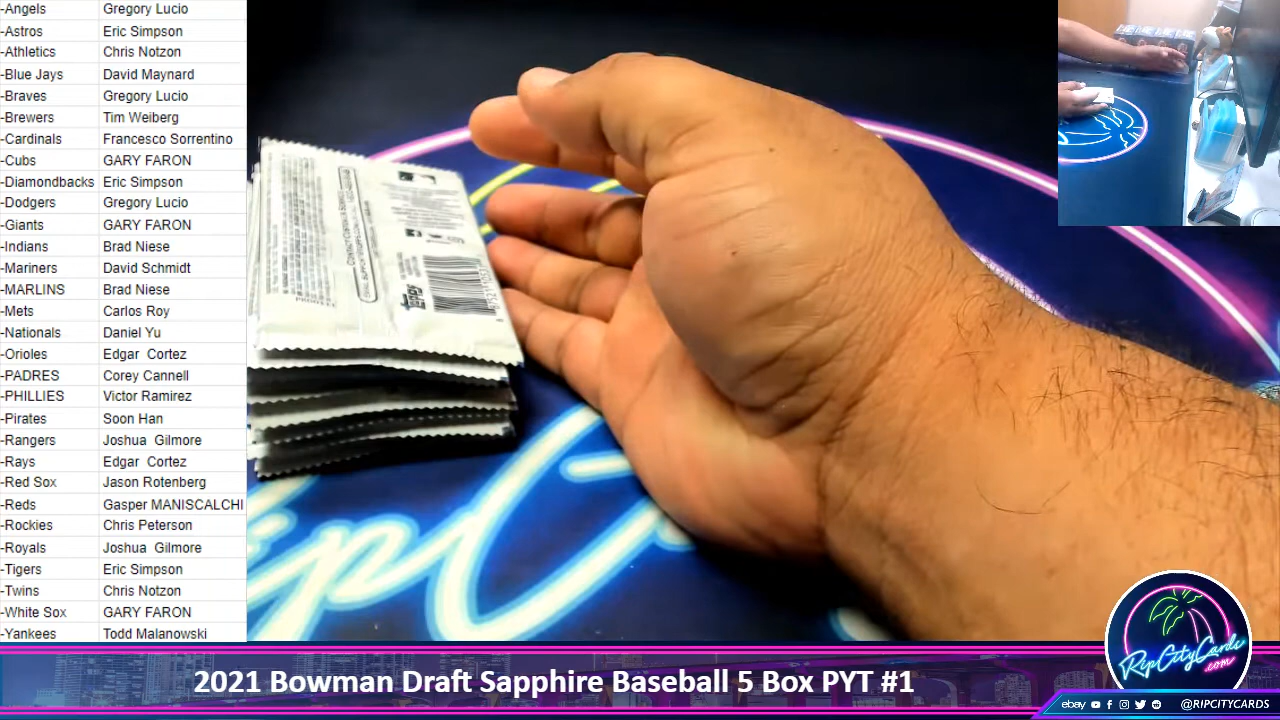 -Angels Gregory Lucio
-Astros Eric Simpson
-Athletics Chris Notzon
-Blue Jays David Maynard
-Braves Gregory Lucio
-Brewers Tim Weiberg
-Cardinals Francesco Sorrentino
-Cubs GARY FARON
-Diamondbacks Eric Simpson
-Dodgers Gregory Lucio
-Giants GARY FARON
-Indians Brad Niese
-Mariners David Schmidt
-MARLINS Brad Niese
-Mets Carlos Roy
-Nationals Daniel Yu
-Orioles Edgar Cortez
-PADRES Corey Cannell
-PHILLIES Victor Ramirez
-Pirates Soon Han
-Rangers Joshua Gilmore
-Rays Edgar Cortez
-Red Sox Jason Rotenberg
-Reds Gasper MANISCALCHI
-Rockies Chris Peterson
-Royals Joshua Gilmore
-Tigers Eric Simpson
-Twins Chris Notzon
-White Sox GARY FARON
-Yankees Todd Malanowski
topps
RipC
RipCityCards
.com
2021 Bowman Draft Sapphire Baseball 5 Box PYT #1
ebay @RIPCITYCARDS